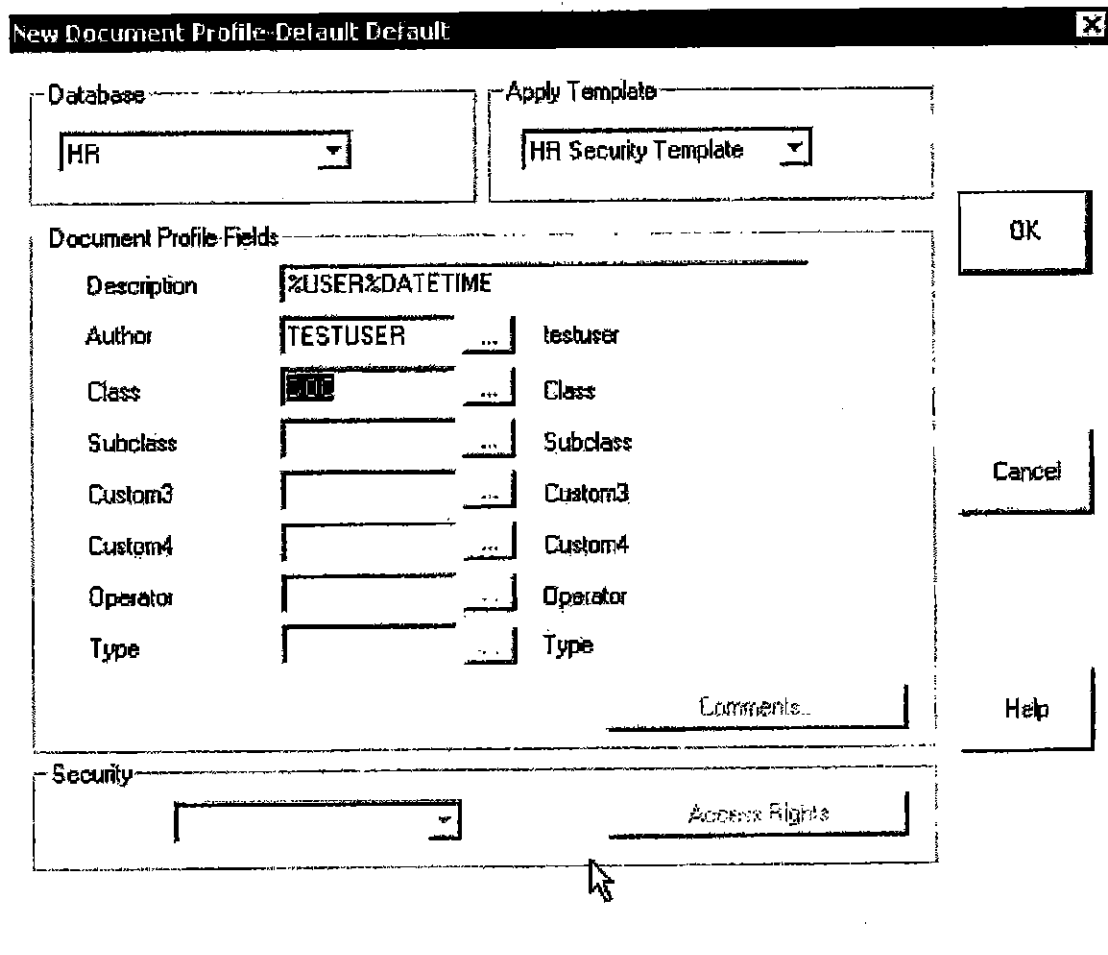 New Document Profile-Default Default
Database
Apply Template
HR
HR Security Template
OK
Document Profile Fields
Description %USER%DATETIME
Author TESTUSER ... testuser
Class ... Class
Subclass ... Subclass
Custom3 ... Custom3
Custom4 ... Custom4
Operator ... Operator
Type ... Type
Cancel
Comments...
Help
Security
Access Rights